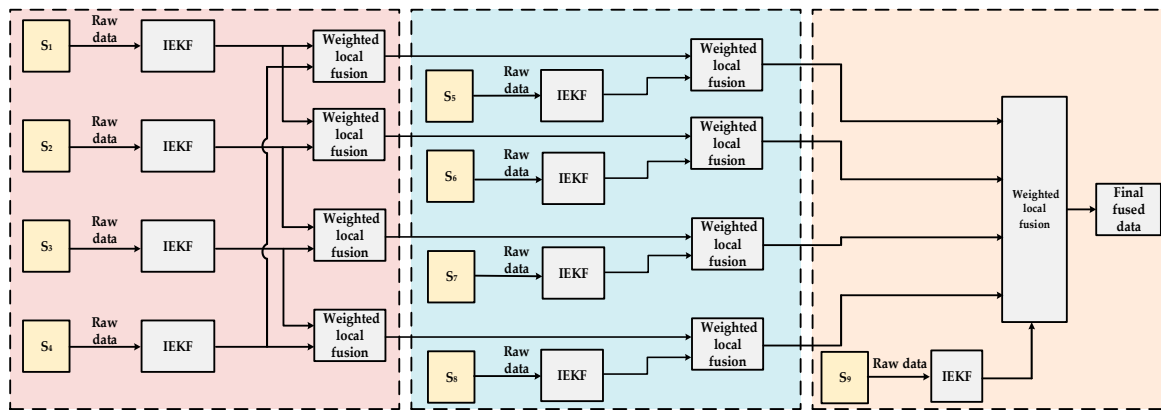 S1
Raw
data
IEKF
Weighted
local
fusion
S2
Raw
data
IEKF
Weighted
local
fusion
S3
Raw
data
IEKF
Weighted
local
fusion
S4
Raw
data
IEKF
Weighted
local
fusion
S5
Raw
data
IEKF
Weighted
local
fusion
S6
Raw
data
IEKF
Weighted
local
fusion
S7
Raw
data
IEKF
Weighted
local
fusion
S8
Raw
data
IEKF
Weighted
local
fusion
S9
Raw data
IEKF
Weighted
local
fusion
Final
fused
data